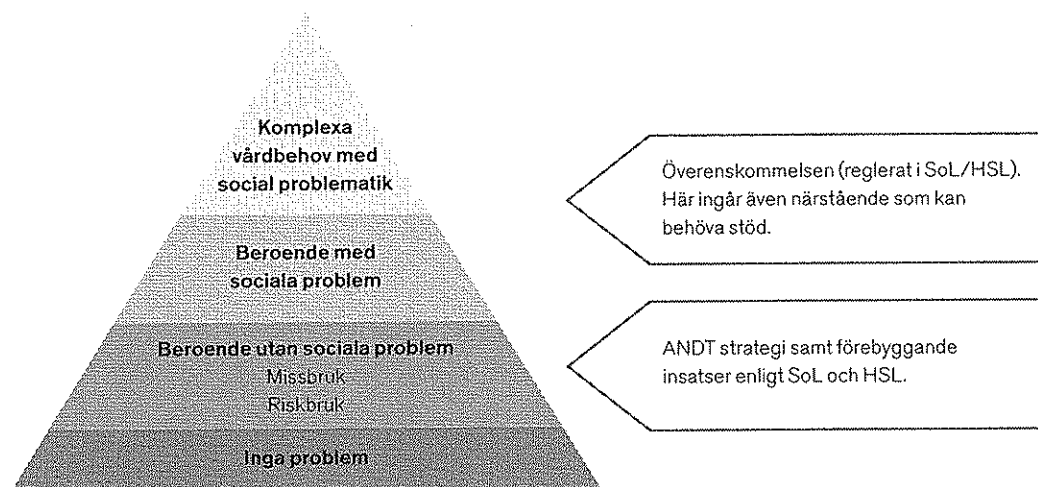 Komplexa
vårdbehov med
social problematik
Beroende med
sociala problem
Beroende utan sociala problem
Missbruk
Riskbruk
Inga problem
Överenskommelsen (reglerat i SoL/HSL).
Här ingår även närstående som kan
behöva stöd.
ANDT strategi samt förebyggande
insatser enligt SoL och HSL.